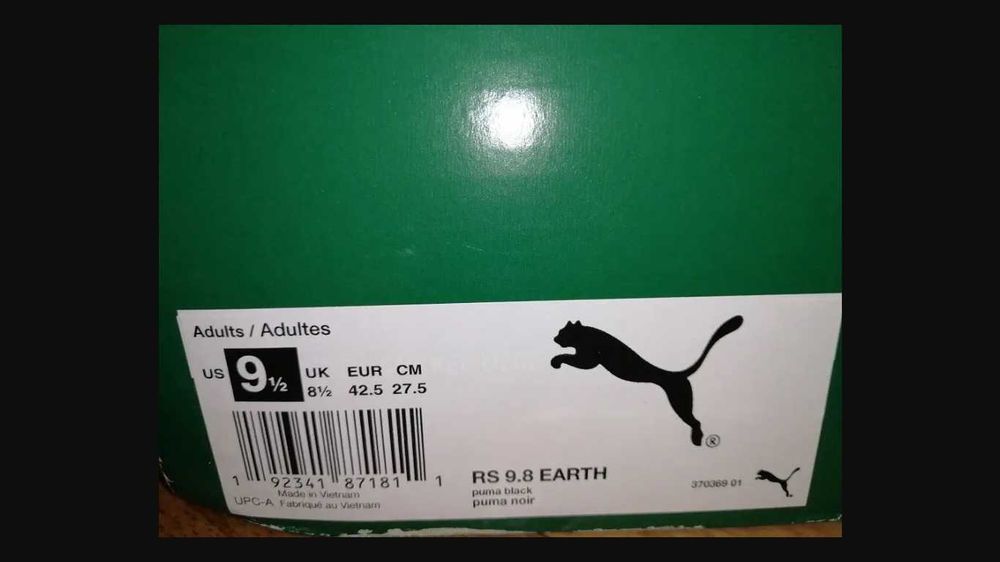 Adults / Adultes
US 9½ UK 8½ EUR 42.5 CM 27.5
1 92341 87181 1
UPC-A Made in Vietnam
Fabriqué au Vietnam
RS 9.8 EARTH
puma black
puma noir
®
370369 01